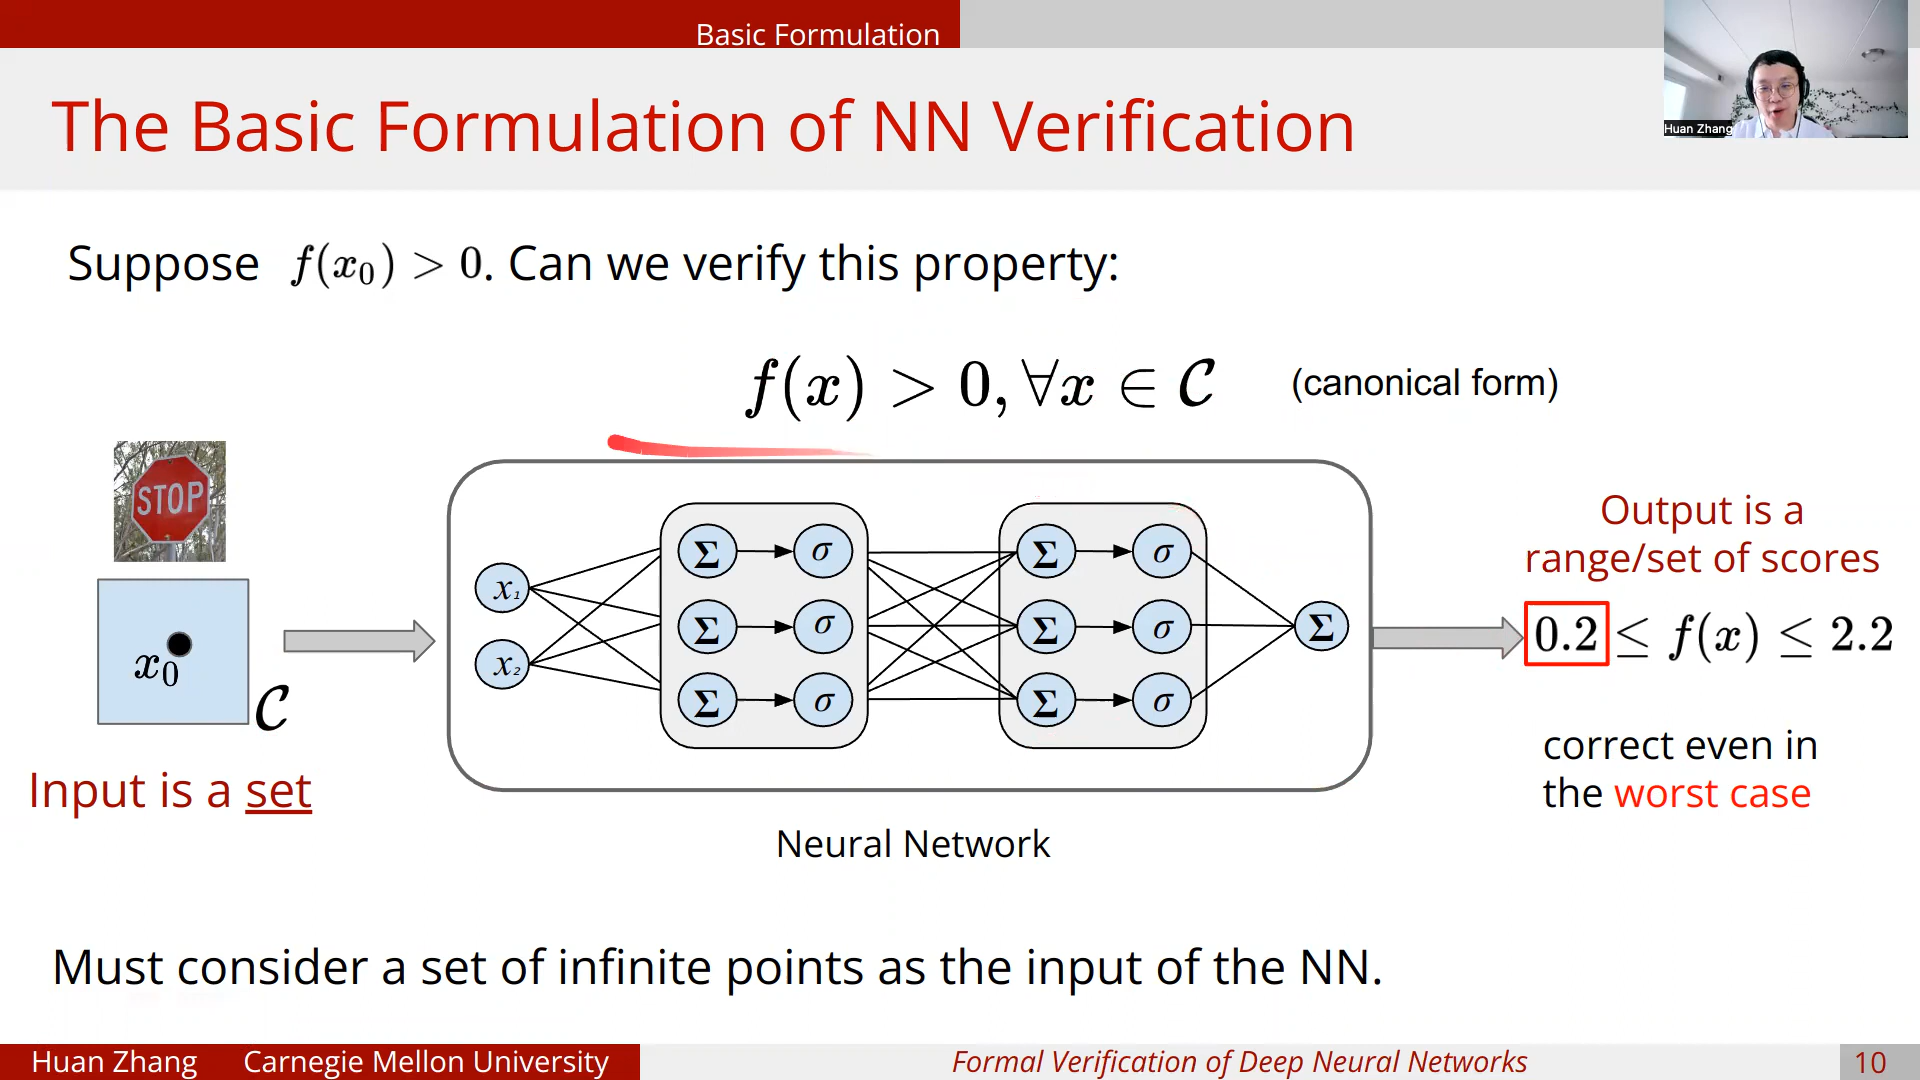 Basic Formulation
The Basic Formulation of NN Verification
Huan Zhang
Suppose f(x₀) > 0. Can we verify this property:
f(x) > 0, ∀x ∈ 𝒞 (canonical form)
STOP
x₀
𝒞
Input is a set
x₁
x₂
Σ σ Σ σ
Σ σ Σ σ Σ
Σ σ Σ σ
Neural Network
Output is a
range/set of scores
0.2 ≤ f(x) ≤ 2.2
correct even in
the worst case
Must consider a set of infinite points as the input of the NN.
Huan Zhang Carnegie Mellon University Formal Verification of Deep Neural Networks 10